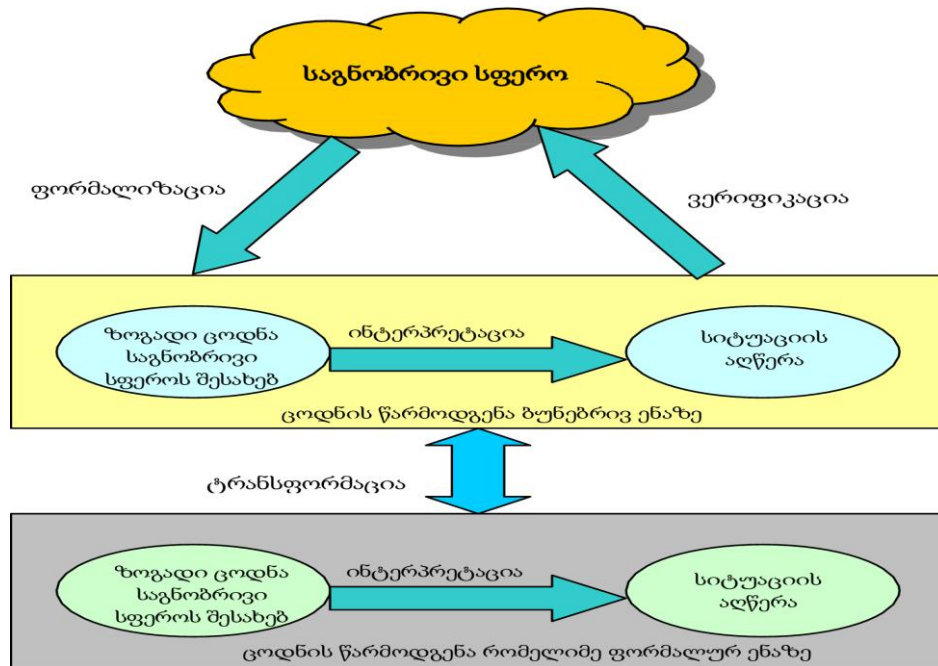 საგნობრივი სფერო
ფორმალიზაცია
ვერიფიკაცია
ზოგადი ცოდნა
საგნობრივი
სფეროს შესახებ
ინტერპრეტაცია
სიტუაციის
აღწერა
ცოდნის წარმოდგენა ბუნებრივ ენაზე
ტრანსფორმაცია
ზოგადი ცოდნა
საგნობრივი
სფეროს შესახებ
ინტერპრეტაცია
სიტუაციის
აღწერა
ცოდნის წარმოდგენა რომელიმე ფორმალურ ენაზე